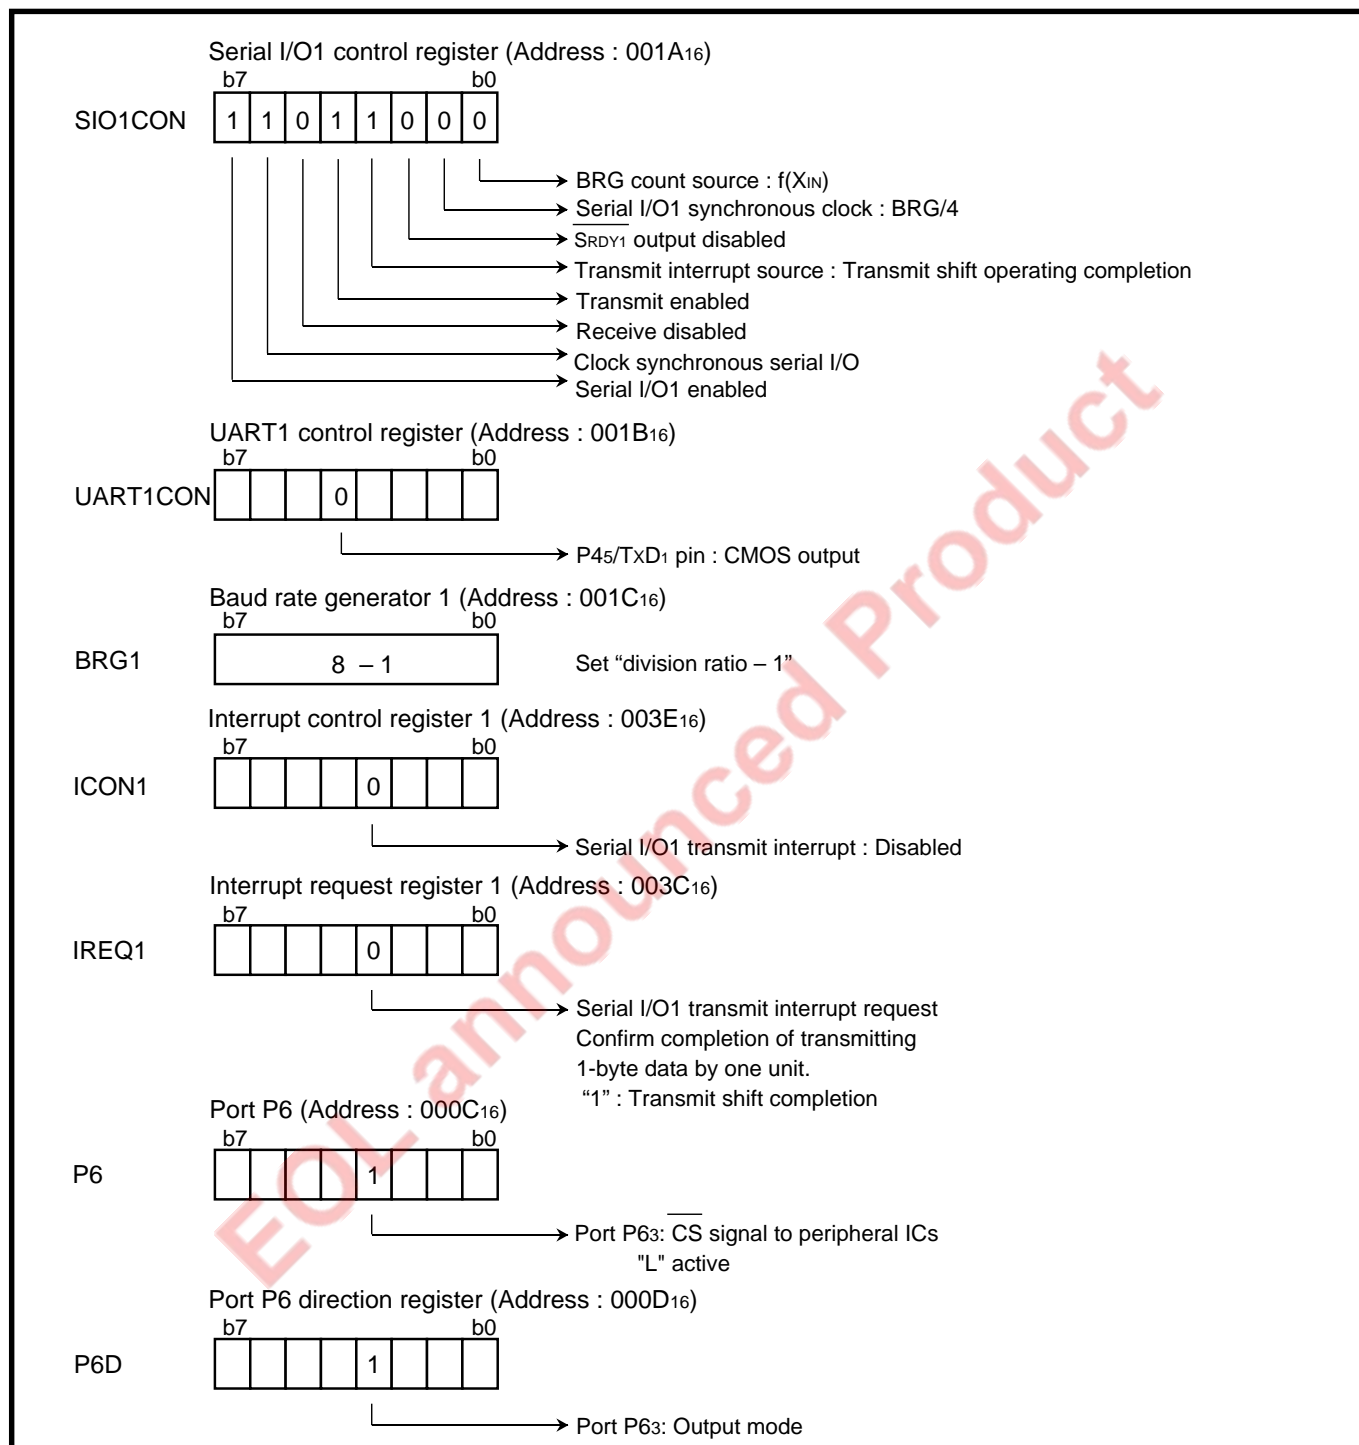 Serial I/O1 control register (Address : 001A16)
b7 b0
SIO1CON 1 1 0 1 1 0 0 0
BRG count source : f(XIN)
Serial I/O1 synchronous clock : BRG/4
SRDY1 output disabled
Transmit interrupt source : Transmit shift operating completion
Transmit enabled
Receive disabled
Clock synchronous serial I/O
Serial I/O1 enabled
UART1 control register (Address : 001B16)
b7 b0
UART1CON 0
P45/TXD1 pin : CMOS output
Baud rate generator 1 (Address : 001C16)
b7 b0
BRG1 8 – 1 Set “division ratio – 1”
Interrupt control register 1 (Address : 003E16)
b7 b0
ICON1 0
Serial I/O1 transmit interrupt : Disabled
Interrupt request register 1 (Address : 003C16)
b7 b0
IREQ1 0
Serial I/O1 transmit interrupt request
Confirm completion of transmitting
1-byte data by one unit.
“1” : Transmit shift completion
Port P6 (Address : 000C16)
b7 b0
P6 1
Port P63: CS signal to peripheral ICs
"L" active
Port P6 direction register (Address : 000D16)
b7 b0
P6D 1
Port P63: Output mode
EOL announced Product